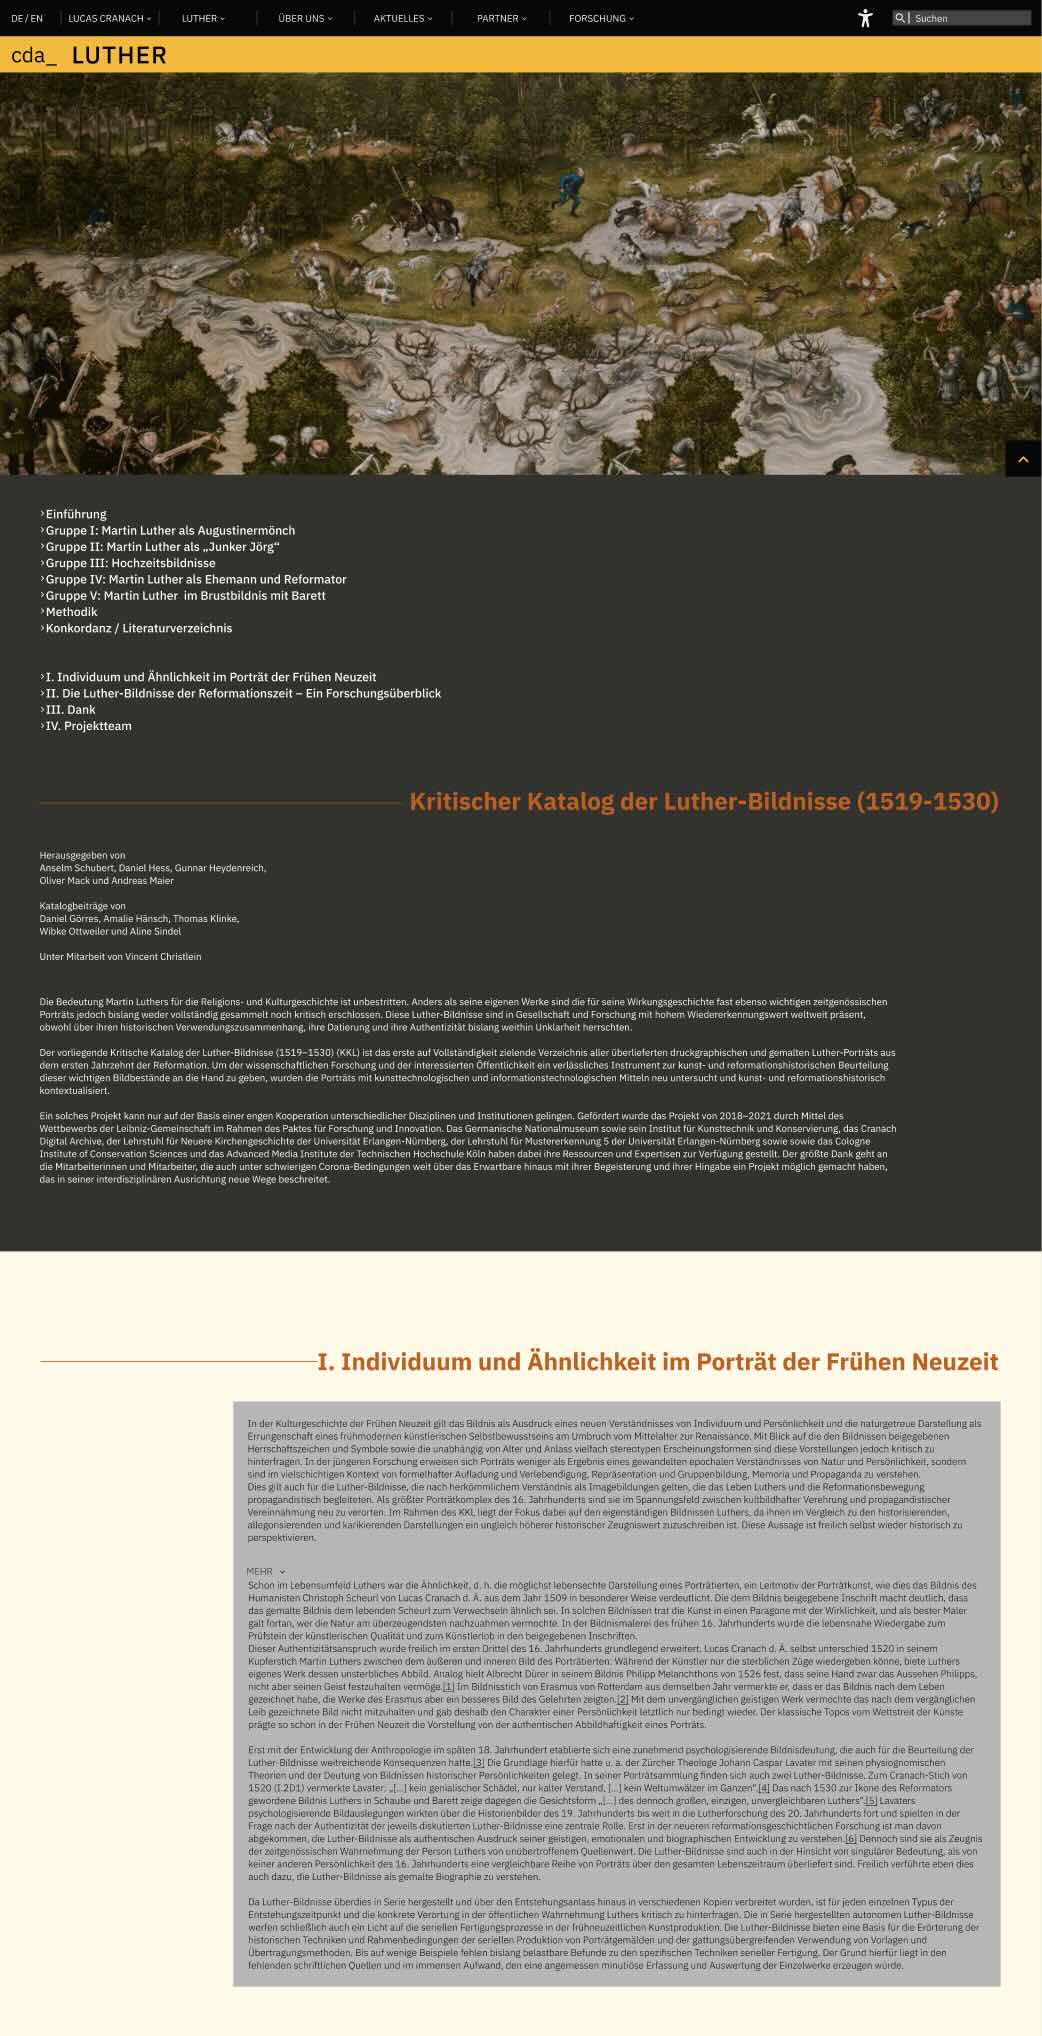 DE / EN
LUCAS CRANACH
LUTHER
ÜBER UNS
AKTUELLES
PARTNER
FORSCHUNG
Suchen
cda_ LUTHER
Einführung
Gruppe I: Martin Luther als Augustinermönch
Gruppe II: Martin Luther als „Junker Jörg“
Gruppe III: Hochzeitsbildnisse
Gruppe IV: Martin Luther als Ehemann und Reformator
Gruppe V: Martin Luther im Brustbildnis mit Barett
Methodik
Konkordanz / Literaturverzeichnis
I. Individuum und Ähnlichkeit im Porträt der Frühen Neuzeit
II. Die Luther-Bildnisse der Reformationszeit – Ein Forschungsüberblick
III. Dank
IV. Projektteam
Kritischer Katalog der Luther-Bildnisse (1519-1530)
Herausgegeben von
Anselm Schubert, Daniel Hess, Gunnar Heydenreich,
Oliver Mack und Andreas Maier
Katalogbeiträge von
Daniel Görres, Amalie Hänsch, Thomas Klinke,
Wibke Ottweiler und Aline Sindel
Unter Mitarbeit von Vincent Christlein
Die Bedeutung Martin Luthers für die Religions- und Kulturgeschichte ist unbestritten. Anders als seine eigenen Werke sind die für seine Wirkungsgeschichte fast ebenso wichtigen zeitgenössischen
Porträts jedoch bislang weder vollständig gesammelt noch kritisch erschlossen. Diese Luther-Bildnisse sind in Gesellschaft und Forschung mit hohem Wiedererkennungswert weltweit präsent,
obwohl über ihren historischen Verwendungszusammenhang, ihre Datierung und ihre Authentizität bislang weithin Unklarheit herrschten.
Der vorliegende Kritische Katalog der Luther-Bildnisse (1519–1530) (KKL) ist das erste auf Vollständigkeit zielende Verzeichnis aller überlieferten druckgraphischen und gemalten Luther-Porträts aus
dem ersten Jahrzehnt der Reformation. Um der wissenschaftlichen Forschung und der interessierten Öffentlichkeit ein verlässliches Instrument zur kunst- und reformationshistorischen Beurteilung
dieser wichtigen Bildbestände an die Hand zu geben, wurden die Porträts mit kunsttechnologischen und informationstechnologischen Mitteln neu untersucht und kunst- und reformationshistorisch
kontextualisiert.
Ein solches Projekt kann nur auf der Basis einer engen Kooperation unterschiedlicher Disziplinen und Institutionen gelingen. Gefördert wurde das Projekt von 2018–2021 durch Mittel des
Wettbewerbs der Leibniz-Gemeinschaft im Rahmen des Paktes für Forschung und Innovation. Das Germanische Nationalmuseum sowie sein Institut für Kunsttechnik und Konservierung, das Cranach
Digital Archive, der Lehrstuhl für Neuere Kirchengeschichte der Universität Erlangen-Nürnberg, der Lehrstuhl für Mustererkennung 5 der Universität Erlangen-Nürnberg sowie sowie das Cologne
Institute of Conservation Sciences und das Advanced Media Institute der Technischen Hochschule Köln haben dabei ihre Ressourcen und Expertisen zur Verfügung gestellt. Der größte Dank geht an
die Mitarbeiterinnen und Mitarbeiter, die auch unter schwierigen Corona-Bedingungen weit über das Erwartbare hinaus mit ihrer Begeisterung und ihrer Hingabe ein Projekt möglich gemacht haben,
das in seiner interdisziplinären Ausrichtung neue Wege beschreitet.
I. Individuum und Ähnlichkeit im Porträt der Frühen Neuzeit
In der Kulturgeschichte der Frühen Neuzeit gilt das Bildnis als Ausdruck eines neuen Verständnisses von Individuum und Persönlichkeit und die naturgetreue Darstellung als
Errungenschaft eines frühmodernen künstlerischen Selbstbewusstseins am Umbruch vom Mittelalter zur Renaissance. Mit Blick auf die den Bildnissen beigegebenen
Herrschaftszeichen und Symbole sowie die unabhängig von Alter und Anlass vielfach stereotypen Erscheinungsformen sind diese Vorstellungen jedoch kritisch zu
hinterfragen. In der jüngeren Forschung erweisen sich Porträts weniger als Ergebnis eines gewandelten epochalen Verständnisses von Natur und Persönlichkeit, sondern
sind im vielschichtigen Kontext von formelhafter Aufladung und Verlebendigung, Repräsentation und Gruppenbildung, Memoria und Propaganda zu verstehen.
Dies gilt auch für die Luther-Bildnisse, die nach herkömmlichem Verständnis als Imagebildungen gelten, die das Leben Luthers und die Reformationsbewegung
propagandistisch begleiteten. Als größter Porträtkomplex des 16. Jahrhunderts sind sie im Spannungsfeld zwischen kultbildhafter Verehrung und propagandistischer
Vereinnahmung neu zu verorten. Im Rahmen des KKL liegt der Fokus dabei auf den eigenständigen Bildnissen Luthers, da ihnen im Vergleich zu den historisierenden,
allegorisierenden und karikierenden Darstellungen ein ungleich höherer historischer Zeugniswert zuzuschreiben ist. Diese Aussage ist freilich selbst wieder historisch zu
perspektivieren.
MEHR
Schon im Lebensumfeld Luthers war die Ähnlichkeit, d. h. die möglichst lebensechte Darstellung eines Porträtierten, ein Leitmotiv der Porträtkunst, wie dies das Bildnis des
Humanisten Christoph Scheurl von Lucas Cranach d. Ä. aus dem Jahr 1509 in besonderer Weise verdeutlicht. Die dem Bildnis beigegebene Inschrift macht deutlich, dass
das gemalte Bildnis dem lebenden Scheurl zum Verwechseln ähnlich sei. In solchen Bildnissen trat die Kunst in einen Paragone mit der Wirklichkeit, und als bester Maler
galt fortan, wer die Natur am überzeugendsten nachzuahmen vermochte. In der Bildnismalerei des frühen 16. Jahrhunderts wurde die lebensnahe Wiedergabe zum
Prüfstein der künstlerischen Qualität und zum Künstlerlob in den beigegebenen Inschriften.
Dieser Authentizitätsanspruch wurde freilich im ersten Drittel des 16. Jahrhunderts grundlegend erweitert. Lucas Cranach d. Ä. selbst unterschied 1520 in seinem
Kupferstich Martin Luthers zwischen dem äußeren und inneren Bild des Porträtierten: Während der Künstler nur die sterblichen Züge wiedergeben könne, biete Luthers
eigenes Werk dessen unsterbliches Abbild. Analog hielt Albrecht Dürer in seinem Bildnis Philipp Melanchthons von 1526 fest, dass seine Hand zwar das Aussehen Philipps,
nicht aber seinen Geist festzuhalten vermöge.[1] Im Bildnisstich von Erasmus von Rotterdam aus demselben Jahr vermerkte er, dass er das Bildnis nach dem Leben
gezeichnet habe, die Werke des Erasmus aber ein besseres Bild des Gelehrten zeigten.[2] Mit dem unvergänglichen geistigen Werk vermochte das nach dem vergänglichen
Leib gezeichnete Bild nicht mitzuhalten und gab deshalb den Charakter einer Persönlichkeit letztlich nur bedingt wieder. Der klassische Topos vom Wettstreit der Künste
prägte so schon in der Frühen Neuzeit die Vorstellung von der authentischen Abbildhaftigkeit eines Porträts.
Erst mit der Entwicklung der Anthropologie im späten 18. Jahrhundert etablierte sich eine zunehmend psychologisierende Bildnisdeutung, die auch für die Beurteilung der
Luther-Bildnisse weitreichende Konsequenzen hatte.[3] Die Grundlage hierfür hatte u. a. der Zürcher Theologe Johann Caspar Lavater mit seinen physiognomischen
Theorien und der Deutung von Bildnissen historischer Persönlichkeiten gelegt. In seiner Porträtsammlung finden sich auch zwei Luther-Bildnisse. Zum Cranach-Stich von
1520 (I.2D1) vermerkte Lavater: „[...] kein genialischer Schädel, nur kalter Verstand, [...] kein Weltumwälzer im Ganzen“.[4] Das nach 1530 zur Ikone des Reformators
gewordene Bildnis Luthers in Schaube und Barett zeige dagegen die Gesichtsform „[...] des dennoch großen, einzigen, unvergleichbaren Luthers“.[5] Lavaters
psychologisierende Bildauslegungen wirkten über die Historienbilder des 19. Jahrhunderts bis weit in die Lutherforschung des 20. Jahrhunderts fort und spielten in der
Frage nach der Authentizität der jeweils diskutierten Luther-Bildnisse eine zentrale Rolle. Erst in der neueren reformationsgeschichtlichen Forschung ist man davon
abgekommen, die Luther-Bildnisse als authentischen Ausdruck seiner geistigen, emotionalen und biographischen Entwicklung zu verstehen.[6] Dennoch sind sie als Zeugnis
der zeitgenössischen Wahrnehmung der Person Luthers von unübertroffenem Quellenwert. Die Luther-Bildnisse sind auch in der Hinsicht von singulärer Bedeutung, als von
keiner anderen Persönlichkeit des 16. Jahrhunderts eine vergleichbare Reihe von Porträts über den gesamten Lebenszeitraum überliefert sind. Freilich verführte eben dies
auch dazu, die Luther-Bildnisse als gemalte Biographie zu verstehen.
Da Luther-Bildnisse überdies in Serie hergestellt und über den Entstehungsanlass hinaus in verschiedenen Kopien verbreitet wurden, ist für jeden einzelnen Typus der
Entstehungszeitpunkt und die konkrete Verortung in der öffentlichen Wahrnehmung Luthers kritisch zu hinterfragen. Die in Serie hergestellten autonomen Luther-Bildnisse
werfen schließlich auch ein Licht auf die seriellen Fertigungsprozesse in der frühneuzeitlichen Kunstproduktion. Die Luther-Bildnisse bieten eine Basis für die Erörterung der
historischen Techniken und Rahmenbedingungen der seriellen Produktion von Porträtgemälden und der gattungsübergreifenden Verwendung von Vorlagen und
Übertragungsmethoden. Bis auf wenige Beispiele fehlen bislang belastbare Befunde zu den spezifischen Techniken serieller Fertigung. Der Grund hierfür liegt in den
fehlenden schriftlichen Quellen und im immensen Aufwand, den eine angemessen minutiöse Erfassung und Auswertung der Einzelwerke erzeugen würde.